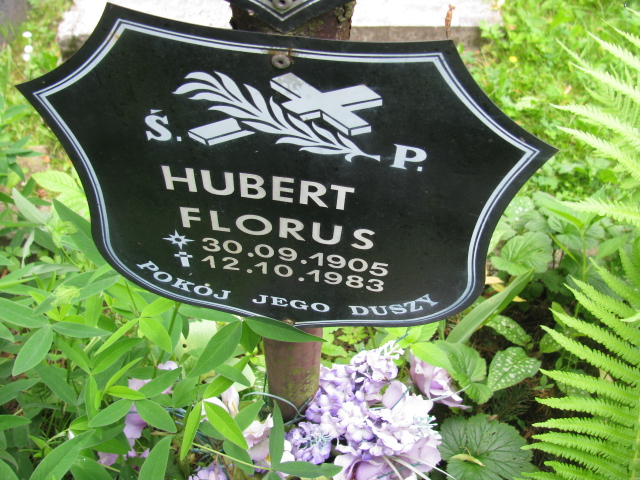 Ś. P.
HUBERT
FLORUS
30.09.1905
12.10.1983
POKÓJ JEGO DUSZY